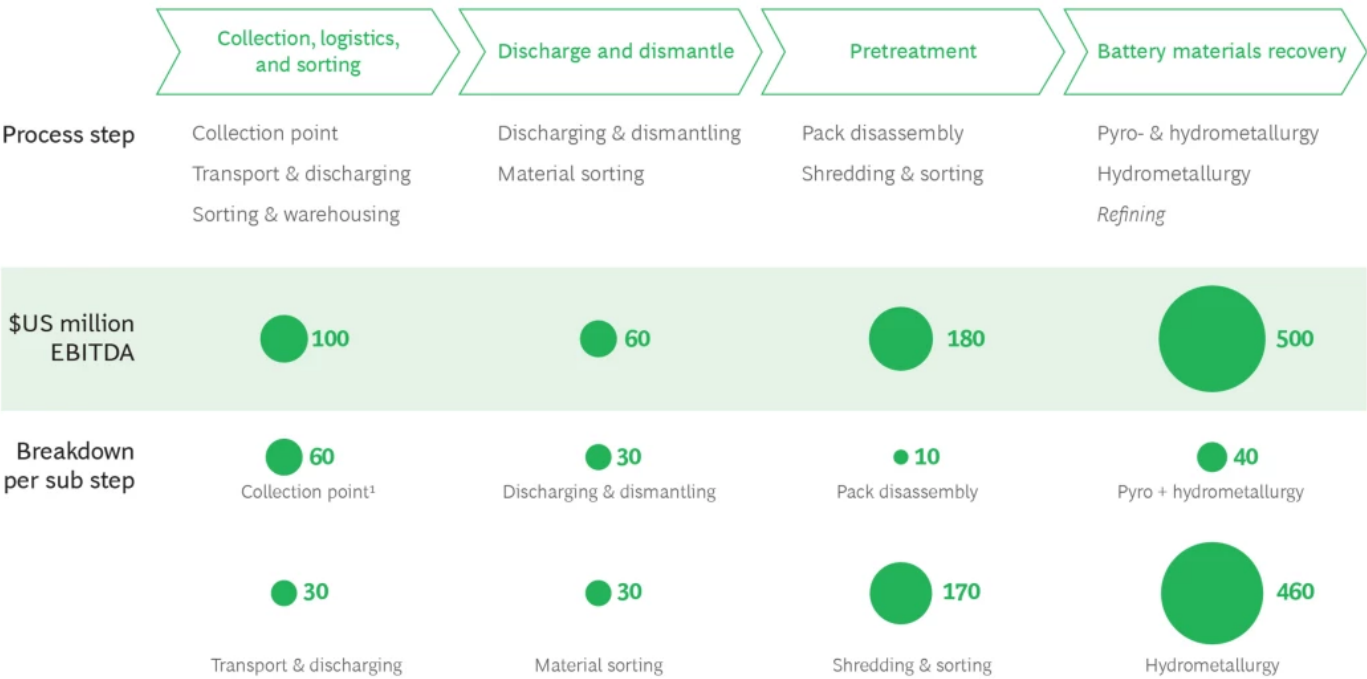 Collection, logistics,
and sorting
Discharge and dismantle
Pretreatment
Battery materials recovery
Process step
Collection point
Transport & discharging
Sorting & warehousing
Discharging & dismantling
Material sorting
Pack disassembly
Shredding & sorting
Pyro- & hydrometallurgy
Hydrometallurgy
Refining
$US million
EBITDA
100
60
180
500
Breakdown
per sub step
60
Collection point¹
30
Discharging & dismantling
10
Pack disassembly
40
Pyro + hydrometallurgy
30
Transport & discharging
30
Material sorting
170
Shredding & sorting
460
Hydrometallurgy